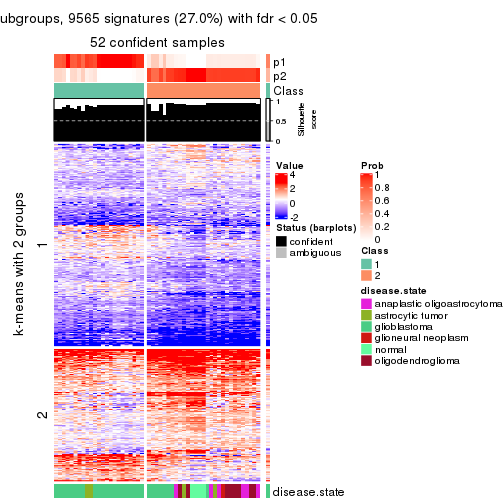 ubgroups, 9565 signatures (27.0%) with fdr < 0.05
52 confident samples
p1
p2
Class
1
0.5
0
Silhouette
score
k-means with 2 groups
1
2
disease.state
Value
4
2
0
-2
Status (barplots)
confident
ambiguous
Prob
1
0.8
0.6
0.4
0.2
0
Class
1
2
disease.state
anaplastic oligoastrocytoma
astrocytic tumor
glioblastoma
glioneural neoplasm
normal
oligodendroglioma